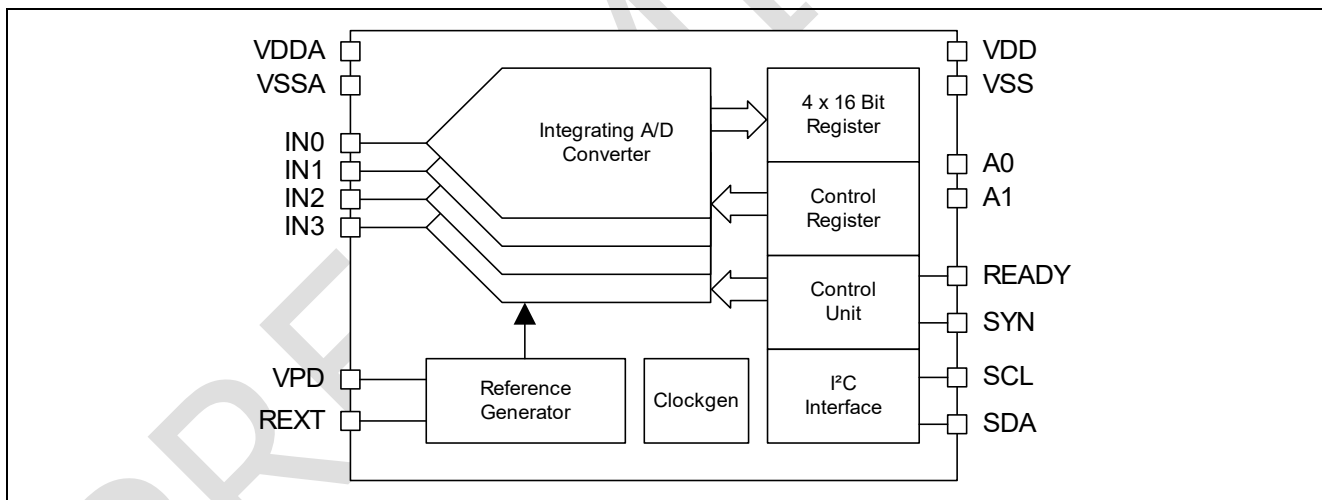 VDDA
VSSA
IN0
IN1
IN2
IN3
VPD
REXT
Integrating A/D
Converter
Reference
Generator
Clockgen
4 x 16 Bit
Register
Control
Register
Control
Unit
I²C
Interface
VDD
VSS
A0
A1
READY
SYN
SCL
SDA